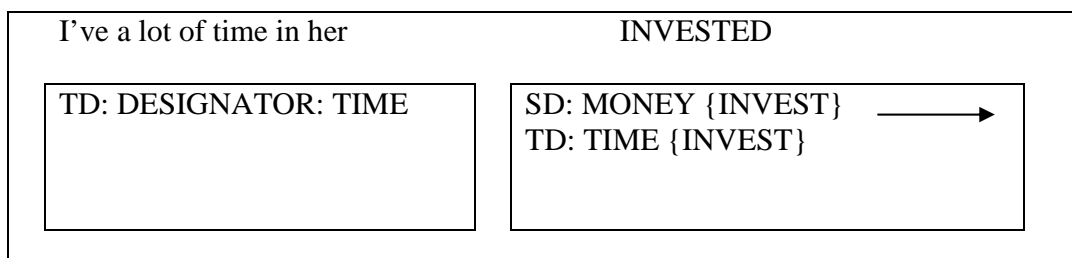 I’ve a lot of time in her INVESTED
TD: DESIGNATOR: TIME SD: MONEY {INVEST}
TD: TIME {INVEST}